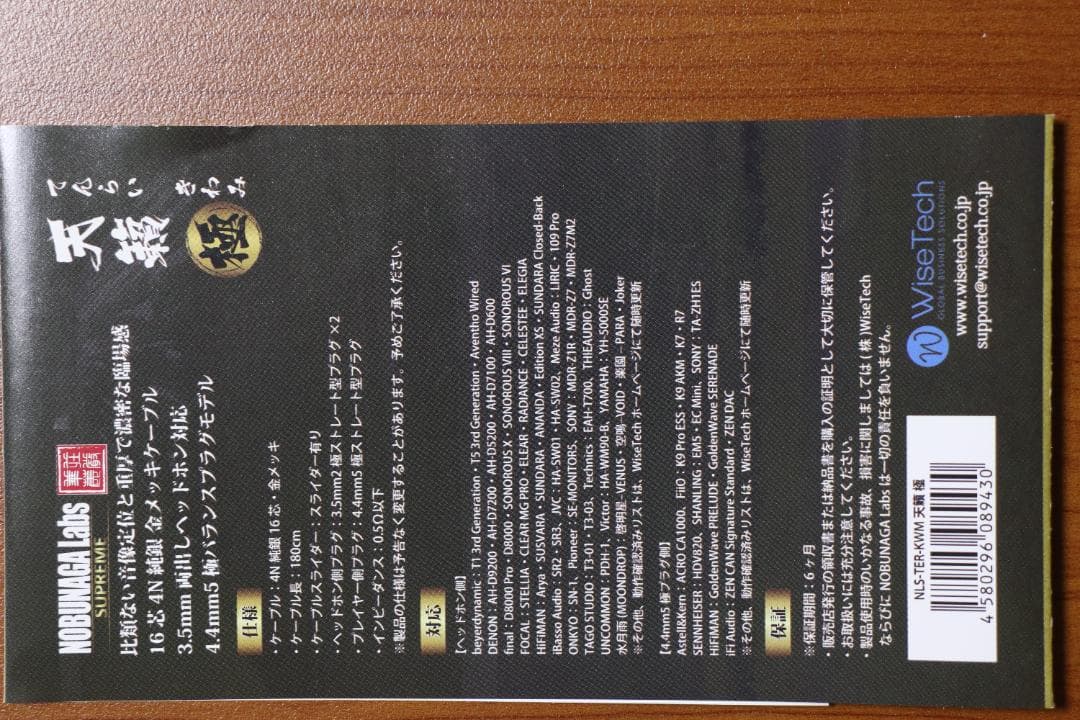 NOBUNAGA Labs
SUPREME
荘厳
華麗
天籟 極
てんらい きわみ
比類ない音像定位と重厚で濃密な臨場感
16 芯 4N 純銀 金メッキケーブル
3.5mm 両出しヘッドホン対応
4.4mm5 極バランスプラグモデル
仕様
・ケーブル：4N 純銀 16 芯・金メッキ
・ケーブル長：180cm
・ケーブルスライダー：スライダー有り
・ヘッドホン側プラグ：3.5mm2 極ストレート型プラグ ×2
・プレイヤー側プラグ：4.4mm5 極ストレート型プラグ
・インピーダンス：0.5Ω以下
※製品の仕様は予告なく変更することがあります。予めご了承ください。
対応
【ヘッドホン側】
beyerdynamic：T1 3rd Generation・T5 3rd Generation・Aventho Wired
DENON：AH-D9200・AH-D7200・AH-D5200・AH-D7100・AH-D600
final：D8000 Pro・D8000・SONOROUS X・SONOROUS VIII・SONOROUS VI
FOCAL：STELLIA・CLEAR MG PRO・ELEAR・RADIANCE・CELESTEE・ELEGIA
HiFiMAN：Arya・SUSVARA・SUNDARA・ANANDA・Edition XS・SUNDARA Closed-Back
iBasso Audio：SR2・SR3、JVC：HA-SW01・HA-SW02、Meze Audio：LIRIC・109 Pro
ONKYO：SN-1、Pioneer：SE-MONITOR5、SONY：MDR-Z1R・MDR-Z7・MDR-Z7M2
TAGO STUDIO：T3-01・T3-03、Technics：EAH-T700、THIEAUDIO：Ghost
UNCOMMON：PDH-1、Victor：HA-WM90-B、YAMAHA：YH-5000SE
水月雨 (MOONDROP)：啓明星 -VENUS・空鳴 - VOID・楽園 - PARA・Joker
※その他、動作確認済みリストは、WiseTech ホームページにて随時更新
【4.4mm5 極プラグ側】
Astell&Kern：ACRO CA1000、FiiO：K9 Pro ESS・K9 AKM・K7・R7
SENNHEISER：HDV820、SHANLING：EM5・EC Mini、SONY：TA-ZH1ES
HiFiMAN：GoldenWave PRELUDE・GoldenWave SERENADE
iFi Audio：ZEN CAN Signature Standard・ZEN DAC
※その他、動作確認済みリストは、WiseTech ホームページにて随時更新
保証
※保証期間：6 ヶ月
・販売店発行の領収書または納品書を購入の証明として大切に保管してください。
・お取扱いには充分注意してください。
・製品使用時のいかなる事故、損害に関しましては (株)WiseTech
ならびに NOBUNAGA Labs は一切の責任を負いません。
NLS-TER-KWM 天籟 極
4 580296 089430
WiseTech
GLOBAL BUSINESS SOLUTIONS
www.wisetech.co.jp
support@wisetech.co.jp